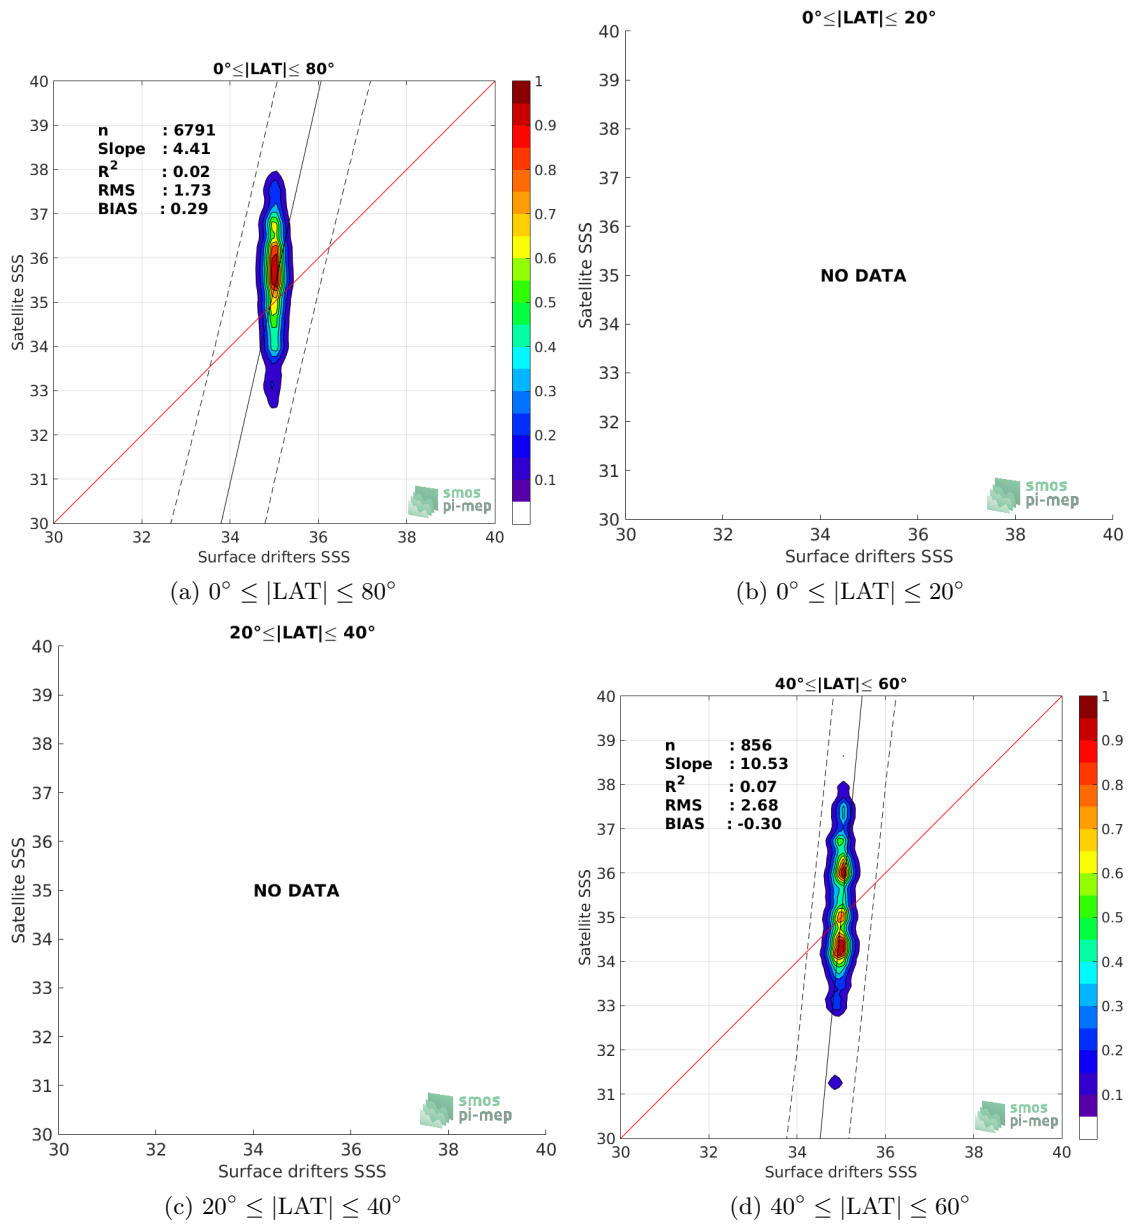 0°≤|LAT|≤ 80°
40
39
38
37
36
35
34
33
32
31
30
n : 6791
Slope : 4.41
R2 : 0.02
RMS : 1.73
BIAS : 0.29
Satellite SSS
30 32 34 36 38 40
Surface drifters SSS
1
0.9
0.8
0.7
0.6
0.5
0.4
0.3
0.2
0.1
smos
pi-mep
(a) 0° ≤ |LAT| ≤ 80°
0°≤|LAT|≤ 20°
40
39
38
37
36
35
34
33
32
31
30
NO DATA
Satellite SSS
30 32 34 36 38 40
Surface drifters SSS
smos
pi-mep
(b) 0° ≤ |LAT| ≤ 20°
20°≤|LAT|≤ 40°
40
39
38
37
36
35
34
33
32
31
30
NO DATA
Satellite SSS
30 32 34 36 38 40
Surface drifters SSS
smos
pi-mep
(c) 20° ≤ |LAT| ≤ 40°
40°≤|LAT|≤ 60°
40
39
38
37
36
35
34
33
32
31
30
n : 856
Slope : 10.53
R2 : 0.07
RMS : 2.68
BIAS : -0.30
Satellite SSS
30 32 34 36 38 40
Surface drifters SSS
1
0.9
0.8
0.7
0.6
0.5
0.4
0.3
0.2
0.1
smos
pi-mep
(d) 40° ≤ |LAT| ≤ 60°